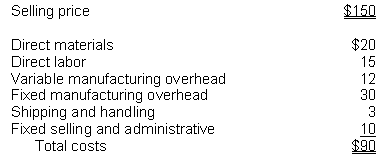 Selling price $150
Direct materials $20
Direct labor 15
Variable manufacturing overhead 12
Fixed manufacturing overhead 30
Shipping and handling 3
Fixed selling and administrative 10
Total costs $90